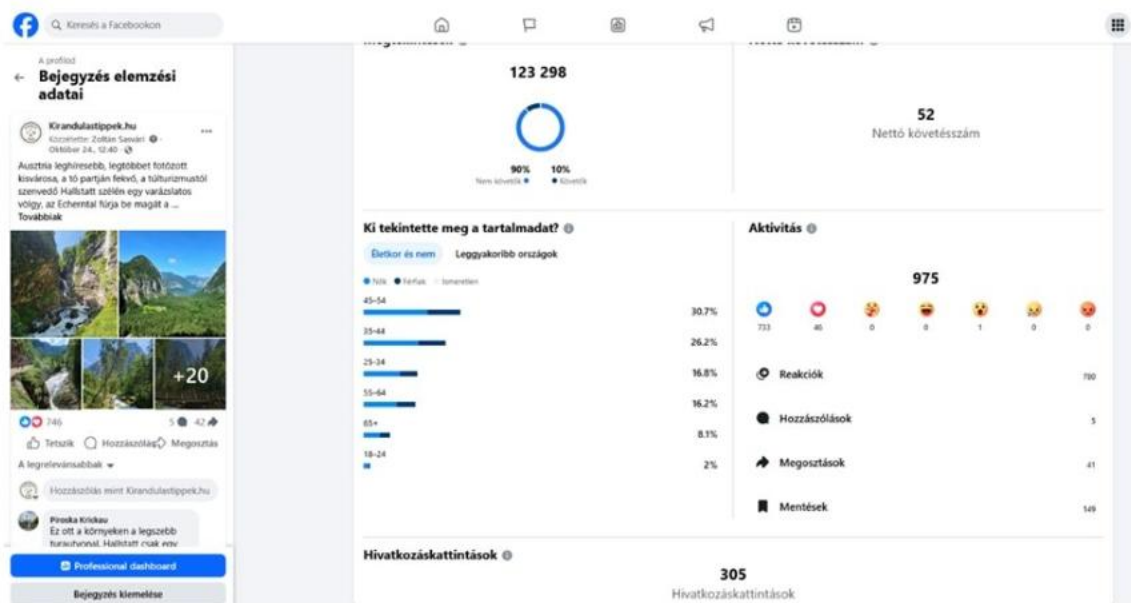 Keresés a Facebookon
A profilod
Bejegyzés elemzési
adatai
Kirandulastippek.hu
Közzétette: Zoltán Sasvári
Október 24., 12:40
Ausztria leghíresebb, legtöbbet fotózott
kisvárosa, a tó partján fekvő, a túlturizmustól
szenvedő Hallstatt szélén egy varázslatos
völgy, az Echerntal fúrja be magát a ...
Továbbiak
+20
746
5
42
Tetszik
Hozzászólás
Megosztás
A legrelevánsabbak
Hozzászólás mint Kirandulastippek.hu
Piroska Krickau
Ez ott a környeken a legszebb
turautvonal. Hallstatt csak egy
Professional dashboard
Bejegyzés kiemelése
123 298
90%
10%
Nem követők
Követők
52
Nettó követésszám
Ki tekintette meg a tartalmadat?
Életkor és nem
Leggyakoribb országok
Nők
Férfiak
Ismeretlen
45–54
30.7%
35–44
26.2%
25–34
16.8%
55–64
16.2%
65+
8.1%
18–24
2%
Aktivitás
975
733
46
0
0
1
0
0
Reakciók
780
Hozzászólások
5
Megosztások
41
Mentések
149
Hivatkozáskattintások
305
Hivatkozáskattintások